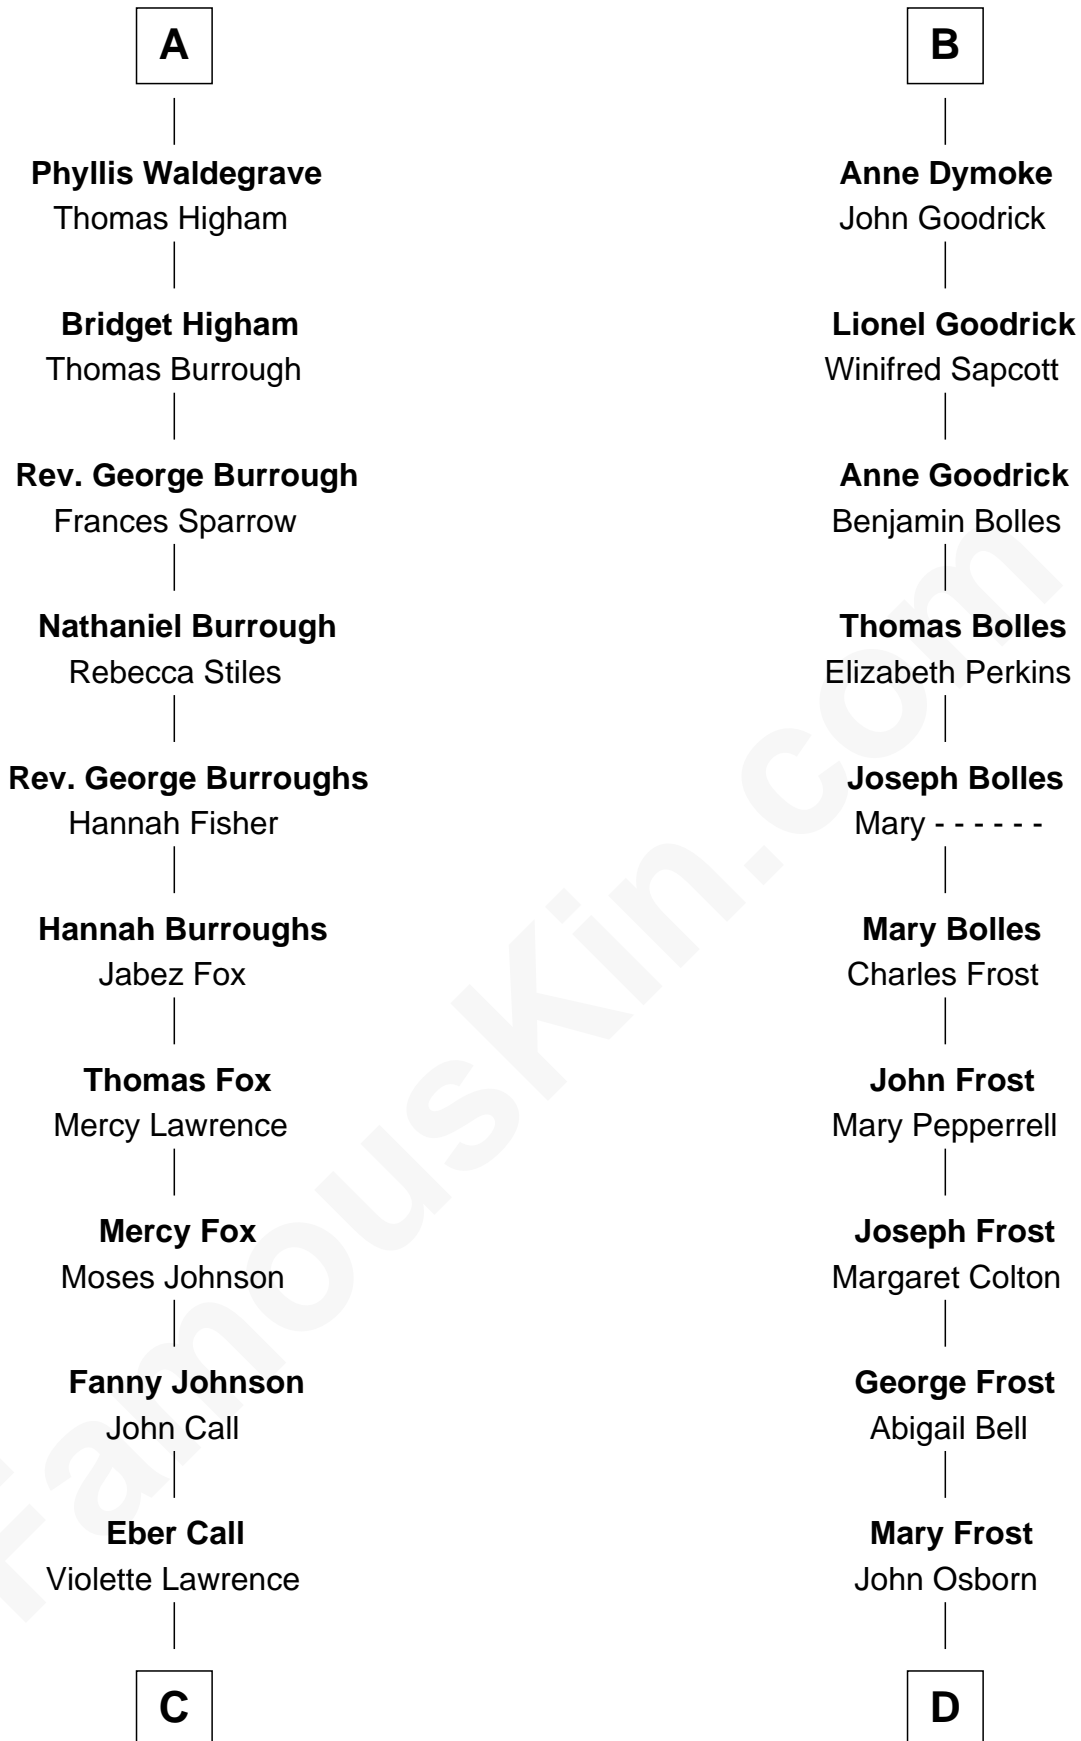 A
Phyllis Waldegrave
Thomas Higham
Bridget Higham
Thomas Burrough
Rev. George Burrough
Frances Sparrow
Nathaniel Burrough
Rebecca Stiles
Rev. George Burroughs
Hannah Fisher
Hannah Burroughs
Jabez Fox
Thomas Fox
Mercy Lawrence
Mercy Fox
Moses Johnson
Fanny Johnson
John Call
Eber Call
Violette Lawrence
C
B
Anne Dymoke
John Goodrick
Lionel Goodrick
Winifred Sapcott
Anne Goodrick
Benjamin Bolles
Thomas Bolles
Elizabeth Perkins
Joseph Bolles
Mary - - - - - -
Mary Bolles
Charles Frost
John Frost
Mary Pepperrell
Joseph Frost
Margaret Colton
George Frost
Abigail Bell
Mary Frost
John Osborn
D
FamousKin.com